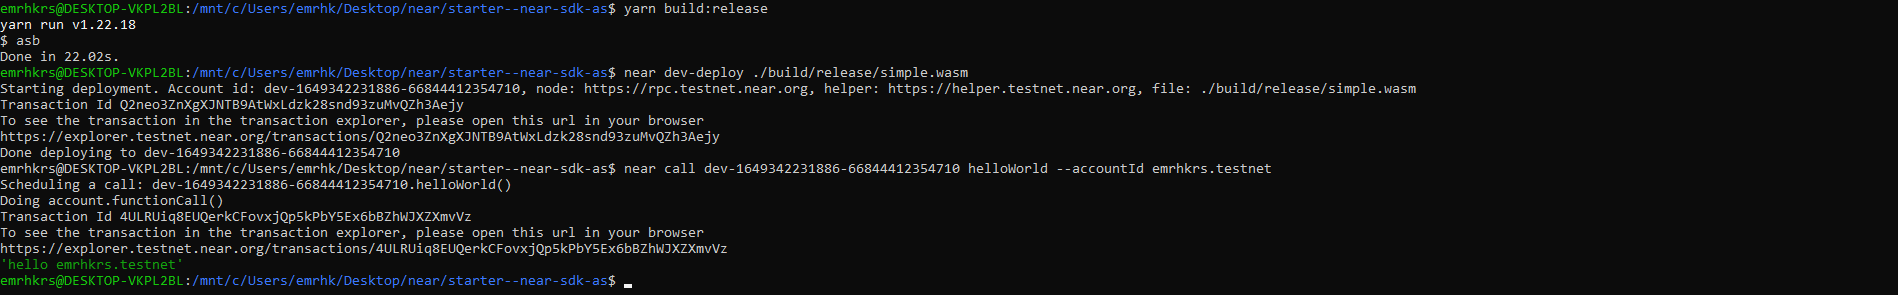 emrhkrs@DESKTOP-VKPL2BL:/mnt/c/Users/emrhk/Desktop/near/starter--near-sdk-as$ yarn build:release
yarn run v1.22.18
$ asb
Done in 22.02s.
emrhkrs@DESKTOP-VKPL2BL:/mnt/c/Users/emrhk/Desktop/near/starter--near-sdk-as$ near dev-deploy ./build/release/simple.wasm
Starting deployment. Account id: dev-1649342231886-66844412354710, node: https://rpc.testnet.near.org, helper: https://helper.testnet.near.org, file: ./build/release/simple.wasm
Transaction Id Q2neo3ZnXgXJNTB9AtWxLdzk28snd93zuMvQZh3Aejy
To see the transaction in the transaction explorer, please open this url in your browser
https://explorer.testnet.near.org/transactions/Q2neo3ZnXgXJNTB9AtWxLdzk28snd93zuMvQZh3Aejy
Done deploying to dev-1649342231886-66844412354710
emrhkrs@DESKTOP-VKPL2BL:/mnt/c/Users/emrhk/Desktop/near/starter--near-sdk-as$ near call dev-1649342231886-66844412354710 helloWorld --accountId emrhkrs.testnet
Scheduling a call: dev-1649342231886-66844412354710.helloWorld()
Doing account.functionCall()
Transaction Id 4ULRUiq8EUQerkCFovxjQp5kPbY5Ex6bBZhWJXZXmvVz
To see the transaction in the transaction explorer, please open this url in your browser
https://explorer.testnet.near.org/transactions/4ULRUiq8EUQerkCFovxjQp5kPbY5Ex6bBZhWJXZXmvVz
'hello emrhkrs.testnet'
emrhkrs@DESKTOP-VKPL2BL:/mnt/c/Users/emrhk/Desktop/near/starter--near-sdk-as$